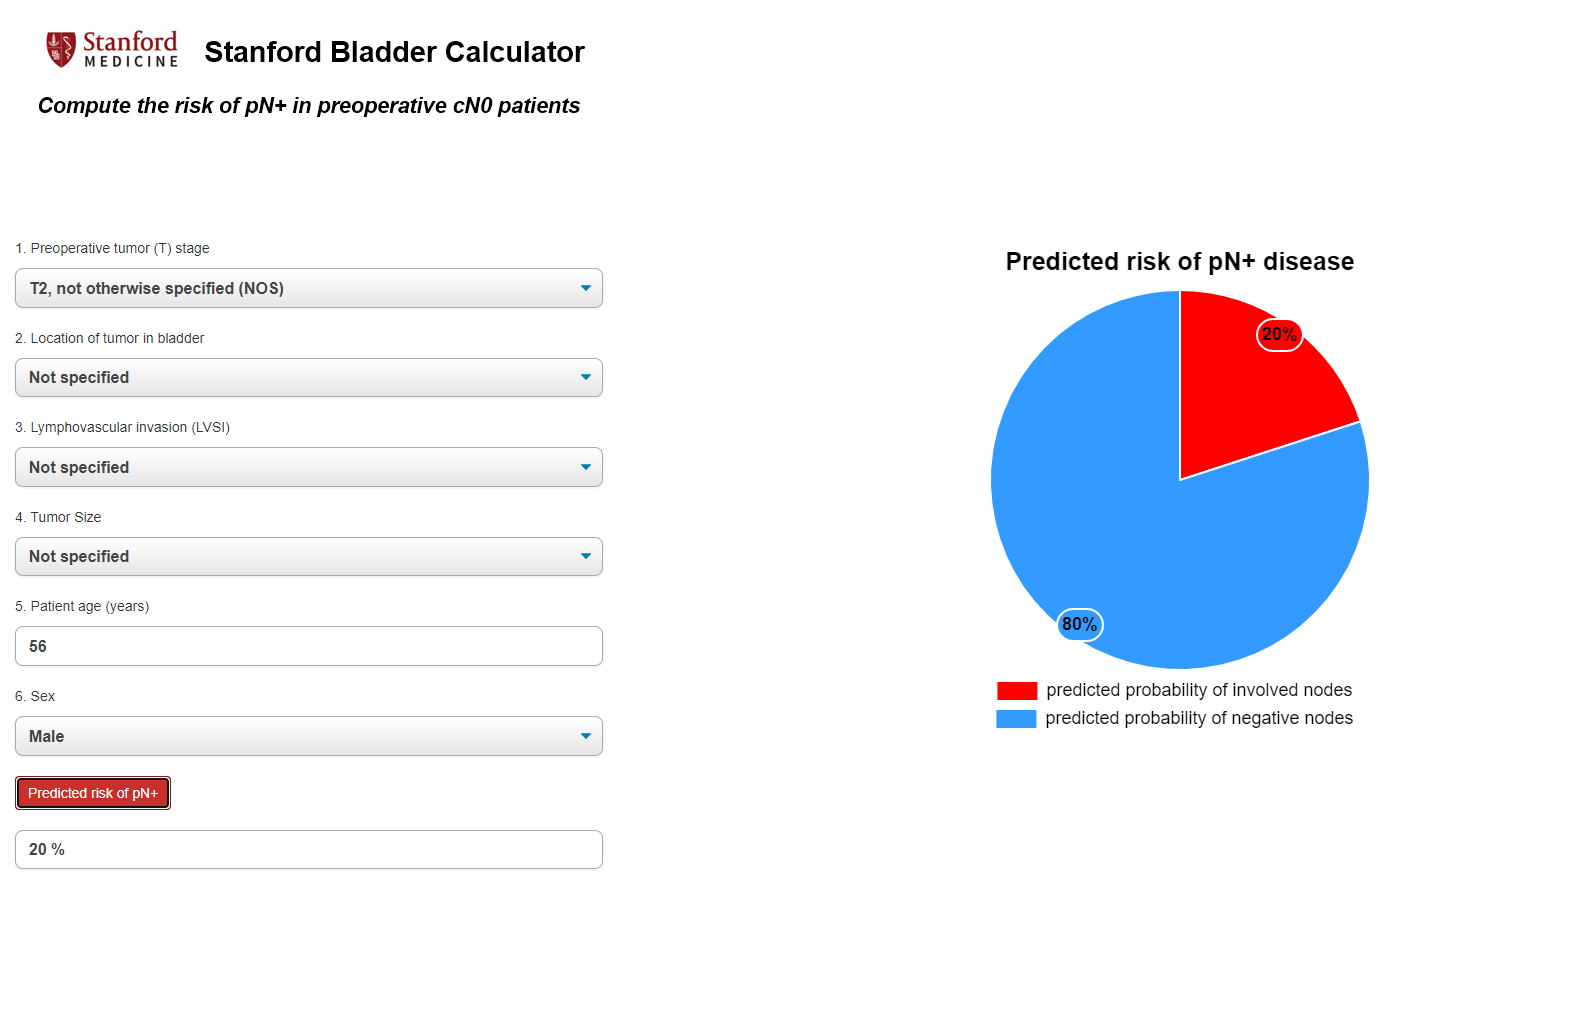 Stanford
MEDICINE
Stanford Bladder Calculator
Compute the risk of pN+ in preoperative cN0 patients
1. Preoperative tumor (T) stage
T2, not otherwise specified (NOS)
2. Location of tumor in bladder
Not specified
3. Lymphovascular invasion (LVSI)
Not specified
4. Tumor Size
Not specified
5. Patient age (years)
56
6. Sex
Male
Predicted risk of pN+
20 %
Predicted risk of pN+ disease
20%
80%
predicted probability of involved nodes
predicted probability of negative nodes